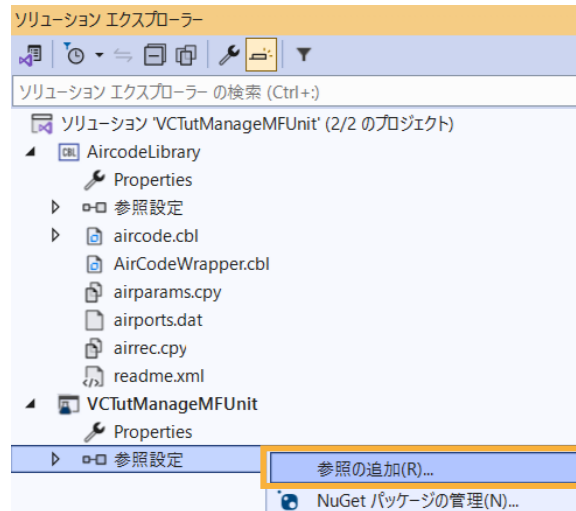 ソリューション エクスプローラー
ソリューション エクスプローラー の検索 (Ctrl+:)
ソリューション 'VCTutManageMFUnit' (2/2 のプロジェクト)
CBL AircodeLibrary
Properties
参照設定
aircode.cbl
AirCodeWrapper.cbl
airparams.cpy
airports.dat
airrec.cpy
readme.xml
VCTutManageMFUnit
Properties
参照設定
参照の追加(R)...
NuGet パッケージの管理(N)...